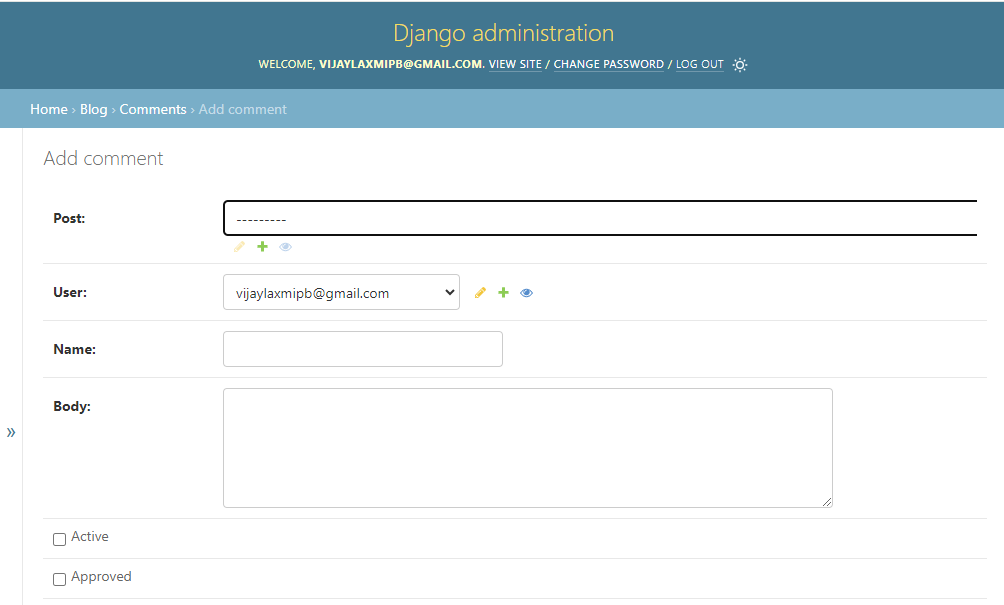 Django administration
WELCOME, VIJAYLAXMIPB@GMAIL.COM. VIEW SITE / CHANGE PASSWORD / LOG OUT
Home › Blog › Comments › Add comment
Add comment
Post: ---------
User: vijaylaxmipb@gmail.com
Name:
Body:
»
Active
Approved